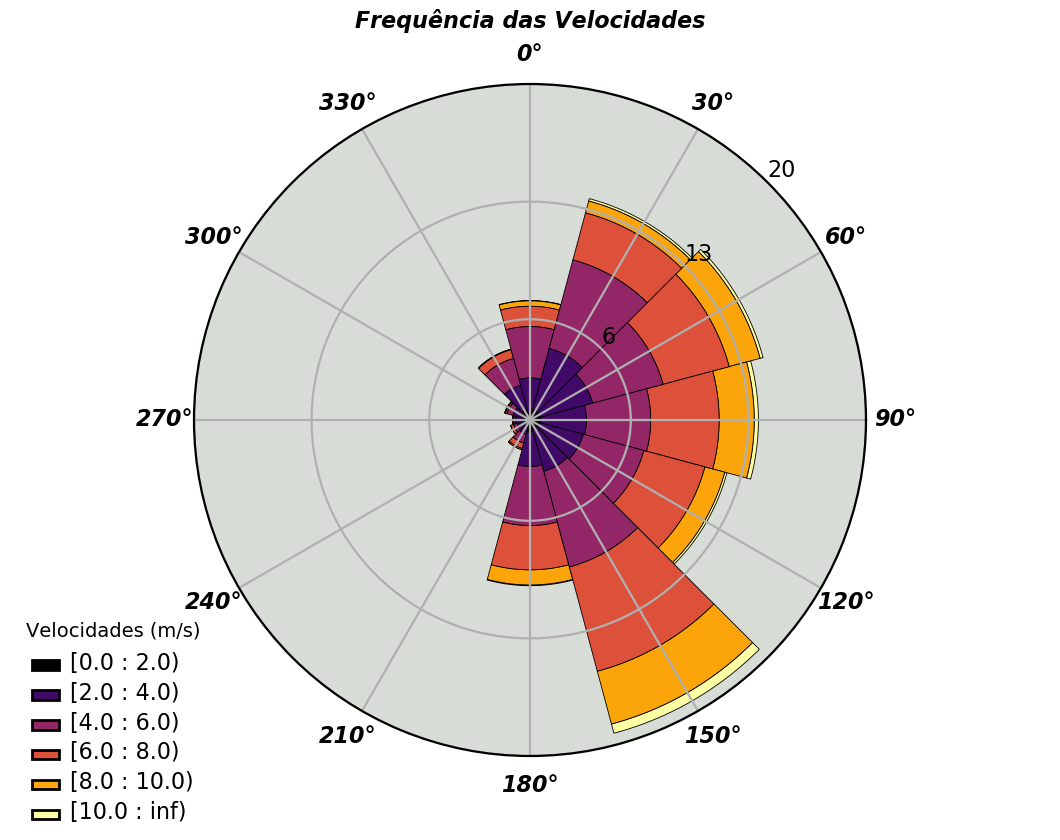 Frequência das Velocidades
0°
330°
30°
20
300°
60°
13
6
270°
90°
240°
120°
Velocidades (m/s)
[0.0 : 2.0)
[2.0 : 4.0)
[4.0 : 6.0)
210°
150°
[6.0 : 8.0)
180°
[8.0 : 10.0)
[10.0 : inf)